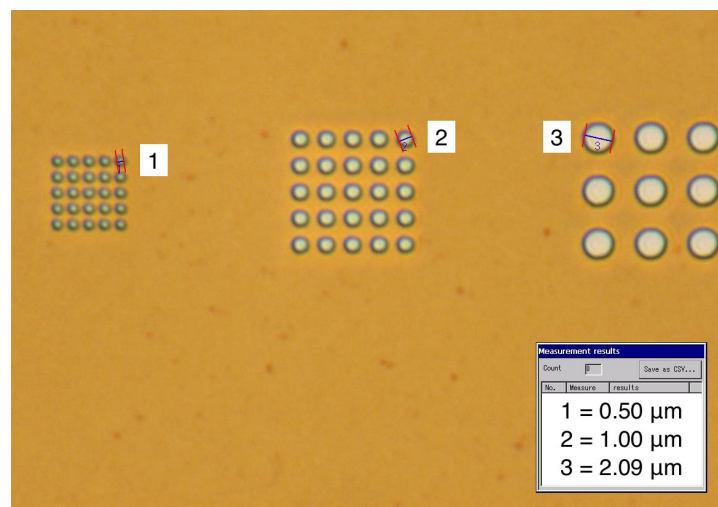 1
2
3
3
Measurement results
Count
Save as CSV...
No. Measure results
1 = 0.50 µm
2 = 1.00 µm
3 = 2.09 µm